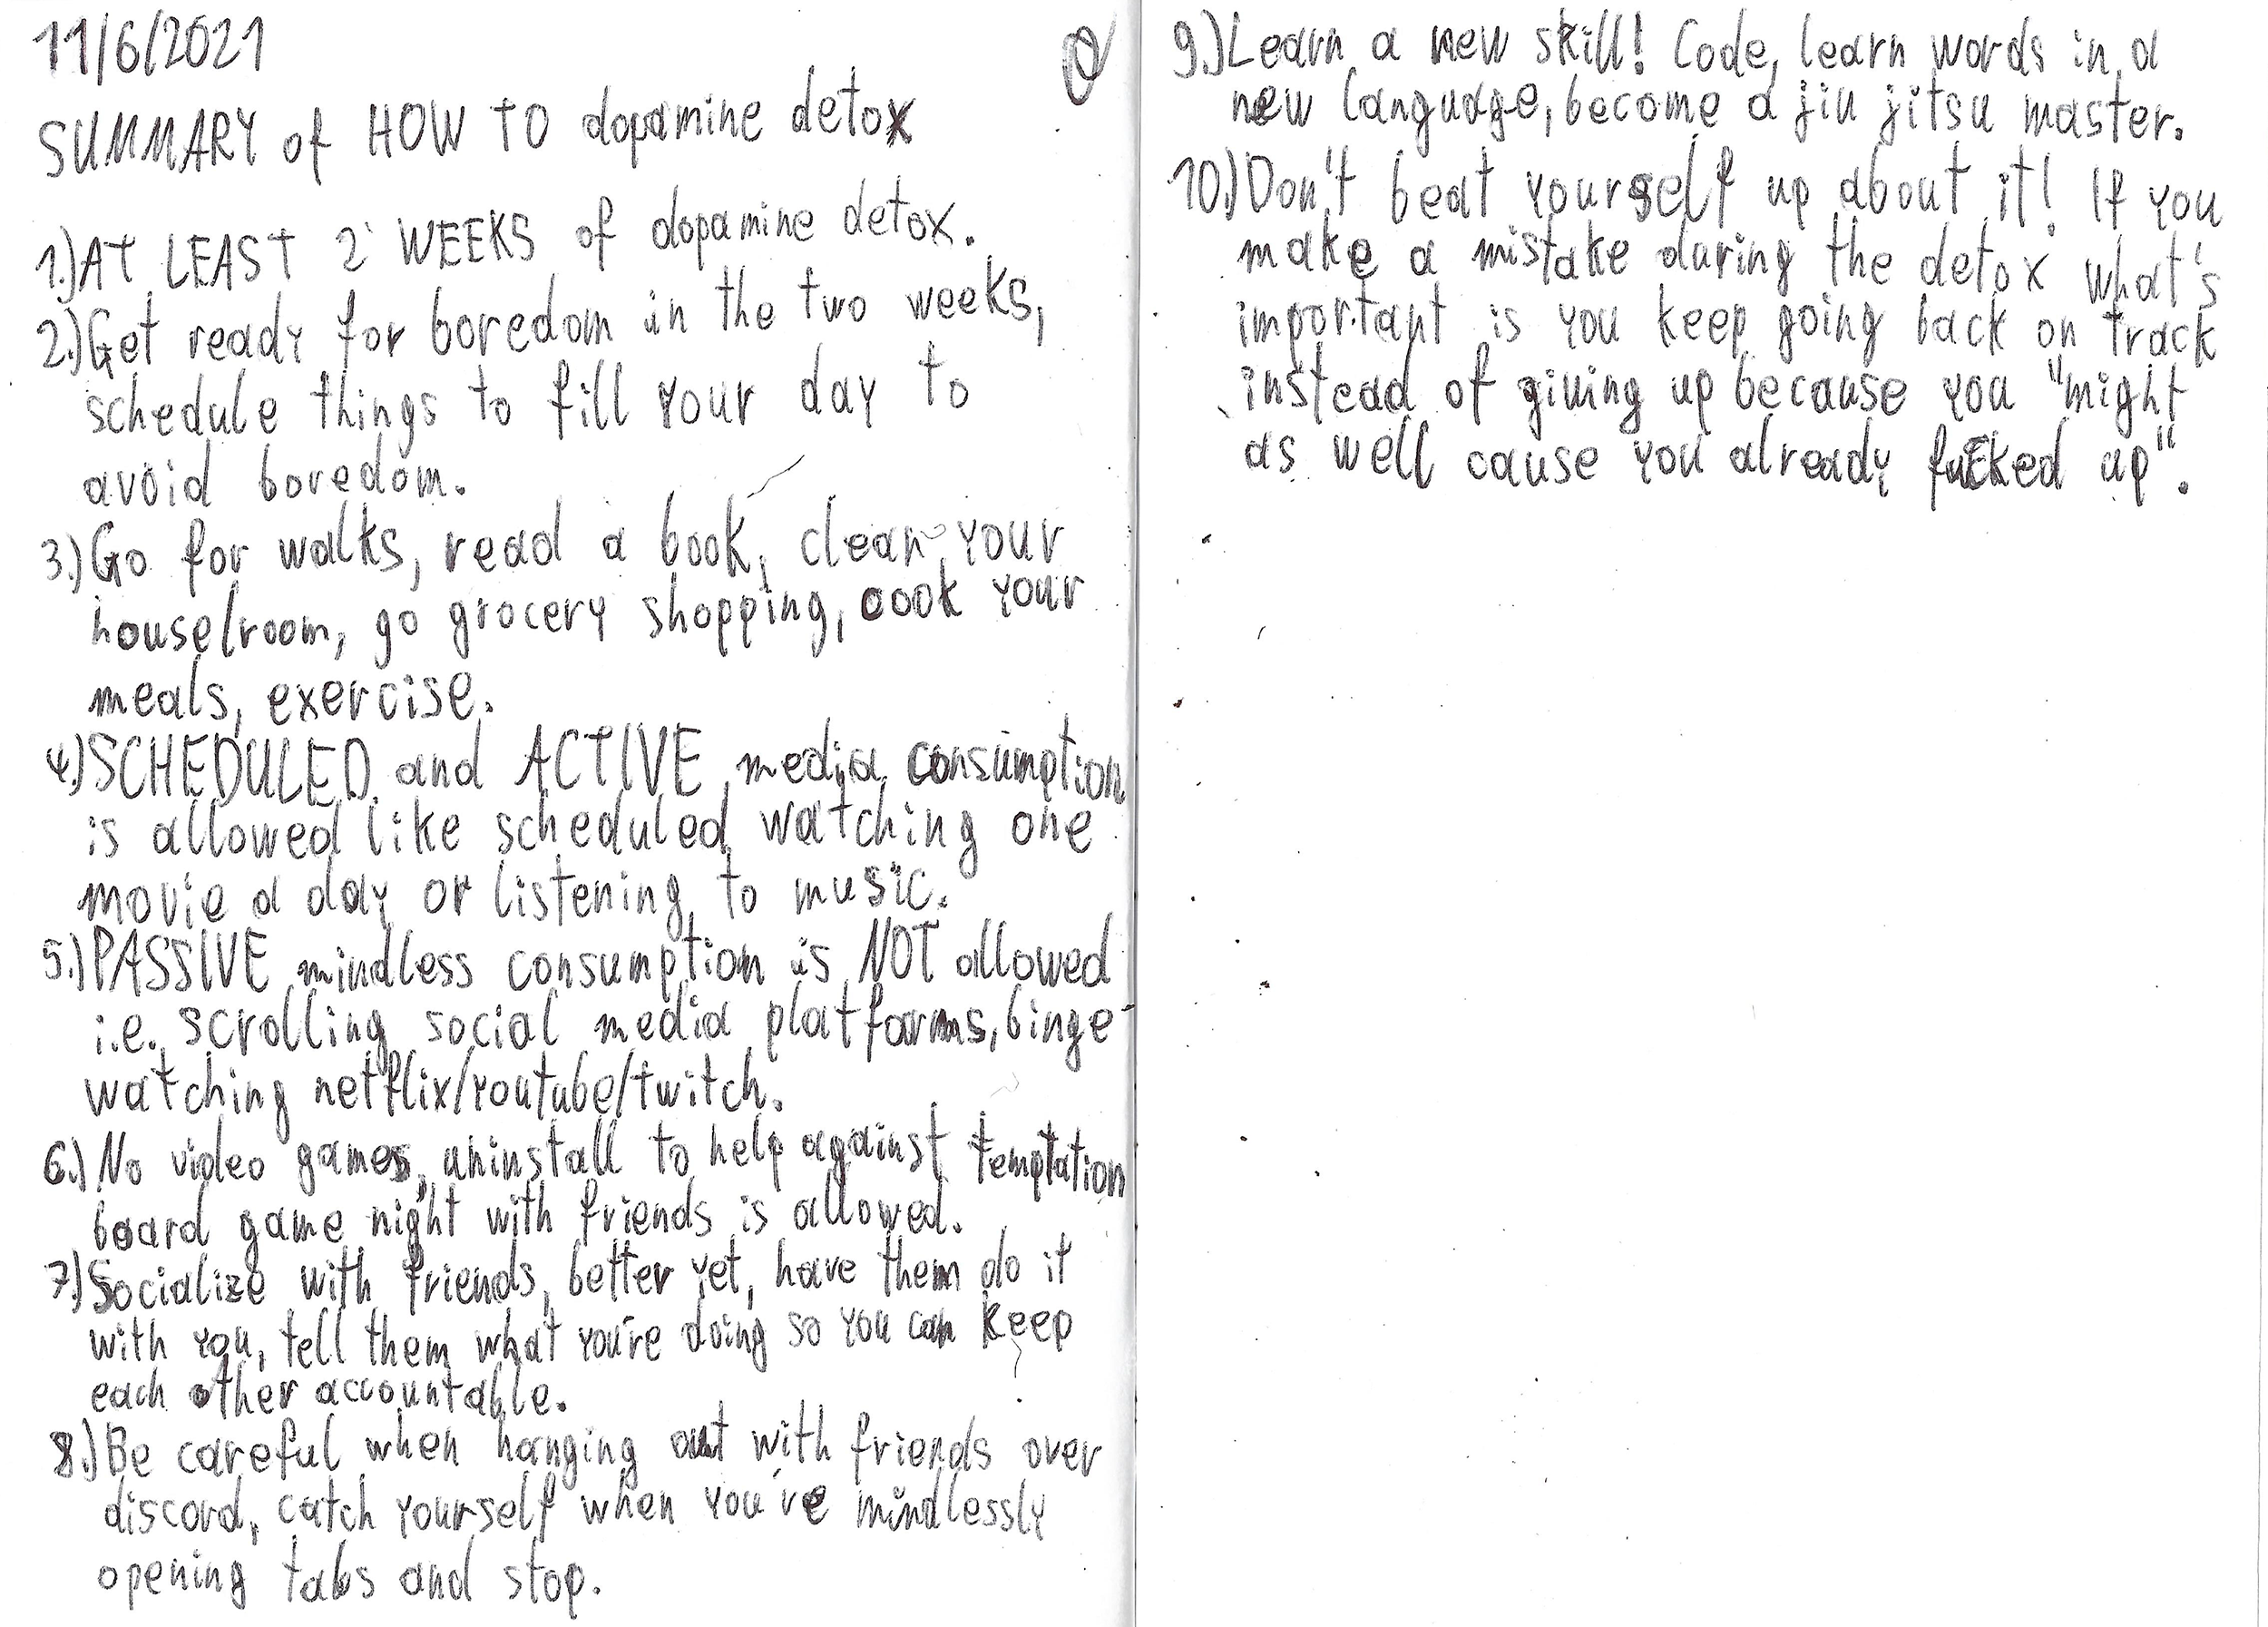 11/6/2021
SUMMARY of HOW TO dopamine detox
1.)AT LEAST 2 WEEKS of dopamine detox.
2.)Get ready for boredom in the two weeks,
schedule things to fill your day to
avoid boredom.
3.)Go for walks, read a book, clean your
house/room, go grocery shopping, cook your
meals, exercise.
4.)SCHEDULED and ACTIVE media consumption
is allowed like scheduled watching one
movie a day or listening to music.
5.)PASSIVE mindless consumption is NOT allowed
i.e. scrolling social media platforms, binge-
watching netflix/youtube/twitch.
6.)No video games, uninstall to help against temptation
board game night with friends is allowed.
7.)Socialize with friends, better yet, have them do it
with you, tell them what you're doing so you can keep
each other accountable.
8.)Be careful when hanging out with friends over
discord, catch yourself when you're mindlessly
opening tabs and stop.
9.)Learn a new skill! Code, learn words in a
new language, become a jiu jitsu master.
10.)Don't beat yourself up about it! If you
make a mistake during the detox what's
important is you keep going back on track
instead of giving up because you "might
as well cause you already fucked up".